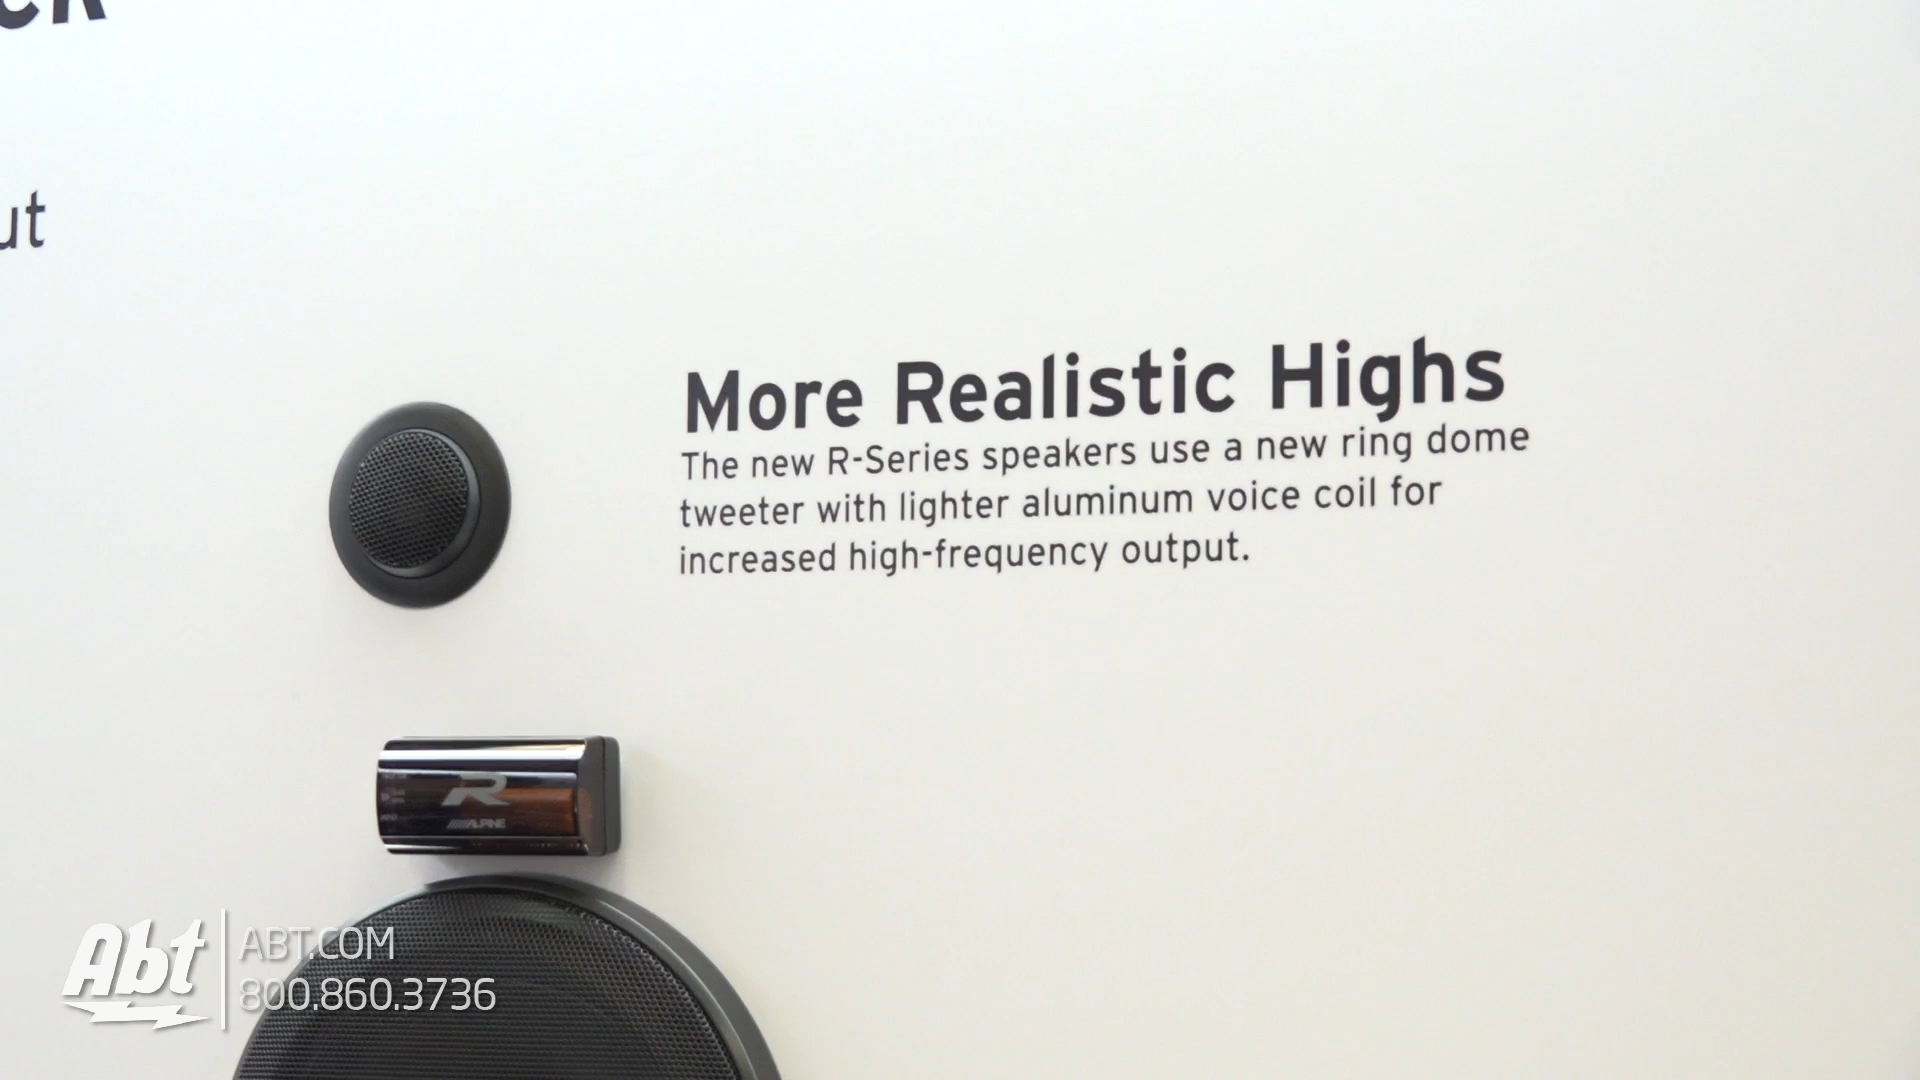 More Realistic Highs
The new R-Series speakers use a new ring dome
tweeter with lighter aluminum voice coil for
increased high-frequency output.
R
ALPINE
Abt
ABT.COM
800.860.3736